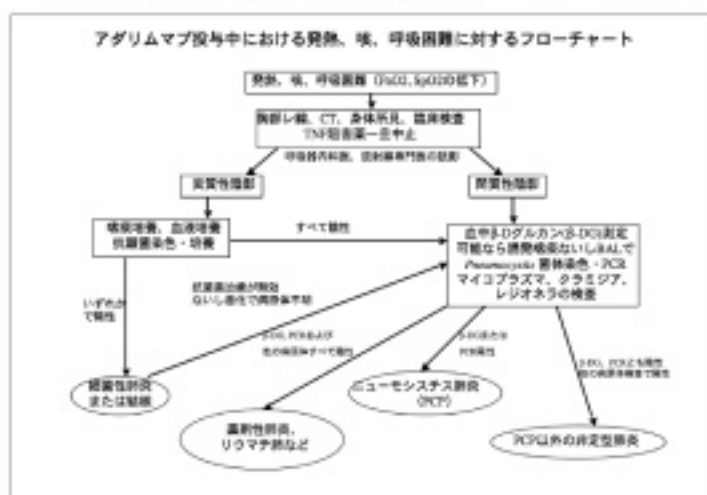 アダリムマブ投与中における発熱、咳、呼吸困難に対するフローチャート
発熱、咳、呼吸困難（PaO2, SpO2の低下）
胸部レ線、CT、身体所見、臨床検査
TNF阻害薬一旦中止
呼吸器内科医、放射線専門医の読影
実質性陰影
間質性陰影
喀痰培養、血液培養
抗酸菌染色・培養
すべて陰性
血中β-Dグルカン(β-DG)測定
可能なら誘発喀痰ないしBALで
Pneumocystis 菌体染色・PCR
マイコプラズマ、クラミジア、
レジオネラの検査
いずれか
で陽性
抗菌薬治療が無効
ないし悪化で病原体不明
β-DG, PCRおよび
他の病原体すべて陰性
β-DGまたは
PCR陽性
β-DG、PCRとも陰性
他の病原体検査で陽性
細菌性肺炎
または結核
薬剤性肺炎、
リウマチ肺など
ニューモシスチス肺炎
（PCP）
PCP以外の非定型肺炎